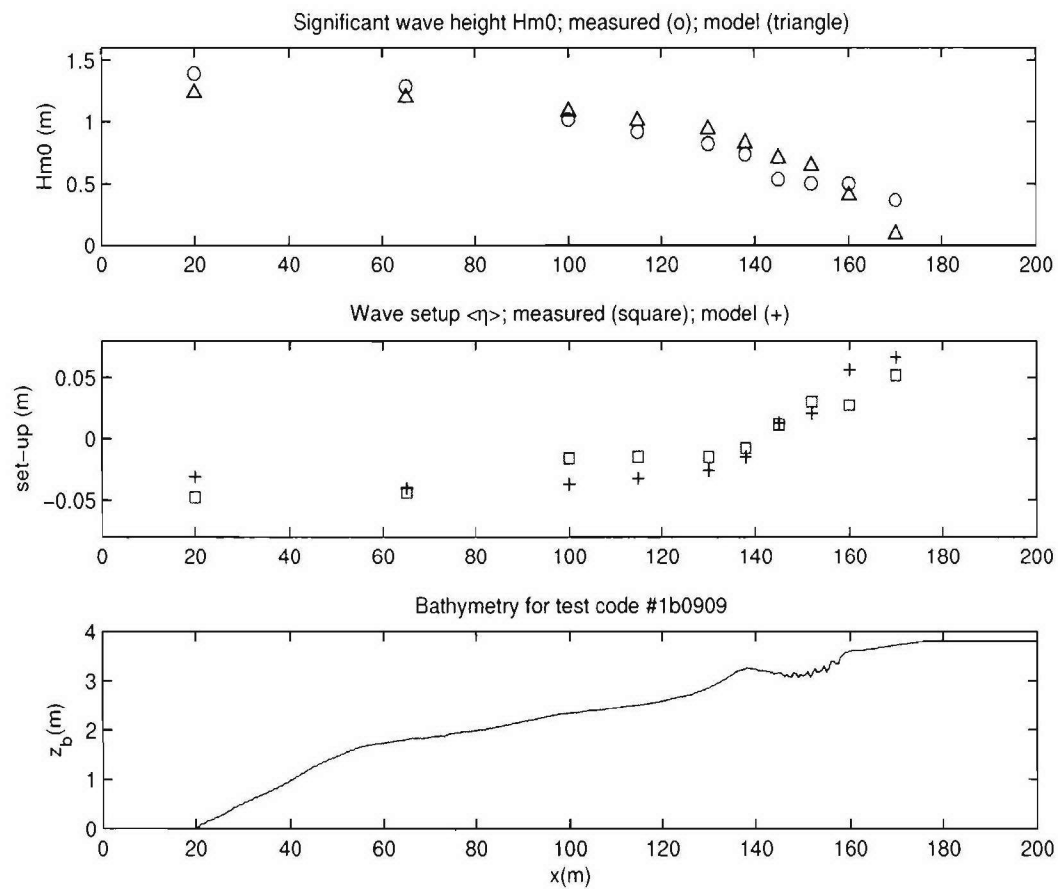 Significant wave height Hm0; measured (o); model (triangle)
1.5
1
0.5
0
Hm0 (m)
0 20 40 60 80 100 120 140 160 180 200
Wave setup <η>; measured (square); model (+)
0.05
0
−0.05
set−up (m)
0 20 40 60 80 100 120 140 160 180 200
Bathymetry for test code #1b0909
4
3
2
1
0
z_b(m)
0 20 40 60 80 100 120 140 160 180 200
x(m)